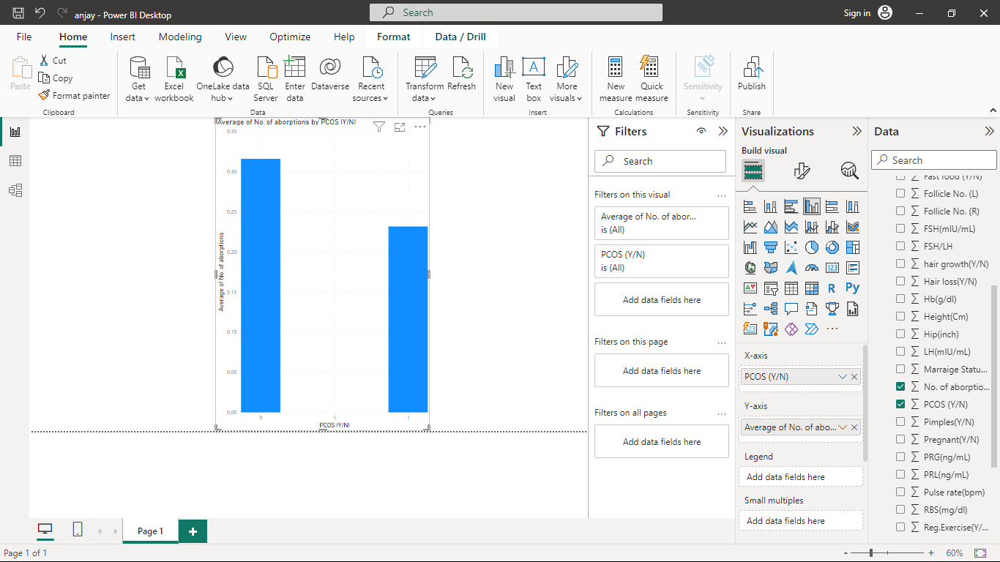 anjay - Power BI Desktop
Search
Sign in
File
Home
Insert
Modeling
View
Optimize
Help
Format
Data / Drill
Paste
Cut
Copy
Format painter
Clipboard
Get
data
Excel
workbook
OneLake data
hub
SQL
Server
Enter
data
Dataverse
Recent
sources
Data
Transform
data
Refresh
Queries
New
visual
Text
box
More
visuals
Insert
New
measure
Quick
measure
Calculations
Sensitivity
Sensitivity
Publish
Share
Average of No. of aborptions by PCOS (Y/N)
0.35
0.30
0.25
0.20
0.15
0.10
0.05
0.00
Average of No. of aborptions
0
1
1
PCOS (Y/N)
Filters
Search
Filters on this visual
...
Average of No. of abor...
is (All)
PCOS (Y/N)
is (All)
Add data fields here
Filters on this page
...
Add data fields here
Filters on all pages
...
Add data fields here
Visualizations
Build visual
123
R
Py
123
...
X-axis
PCOS (Y/N)
Y-axis
Average of No. of abo...
Legend
Add data fields here
Small multiples
Add data fields here
Data
Search
Fast food (Y/N)
Follicle No. (L)
Follicle No. (R)
FSH(mIU/mL)
FSH/LH
hair growth(Y/N)
Hair loss(Y/N)
Hb(g/dl)
Height(Cm)
Hip(inch)
LH(mIU/mL)
Marraige Statu...
No. of aborptio...
PCOS (Y/N)
Pimples(Y/N)
Pregnant(Y/N)
PRG(ng/mL)
PRL(ng/mL)
Pulse rate(bpm)
RBS(mg/dl)
Reg.Exercise(Y/...
Page 1
Page 1 of 1
- + 60%